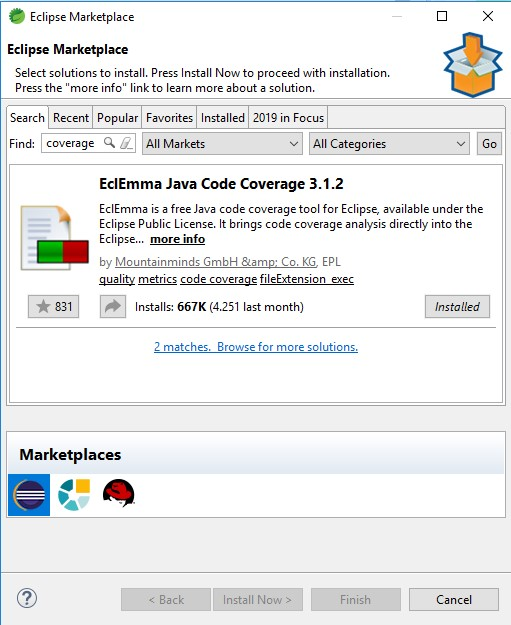 Eclipse Marketplace
Eclipse Marketplace
Select solutions to install. Press Install Now to proceed with installation.
Press the "more info" link to learn more about a solution.
Search Recent Popular Favorites Installed 2019 in Focus
Find: coverage All Markets All Categories Go
EclEmma Java Code Coverage 3.1.2
EclEmma is a free Java code coverage tool for Eclipse, available under the
Eclipse Public License. It brings code coverage analysis directly into the
Eclipse... more info
by Mountainminds GmbH &amp; Co. KG, EPL
quality metrics code coverage fileExtension_exec
831 Installs: 667K (4.251 last month) Installed
2 matches. Browse for more solutions.
Marketplaces
? < Back Install Now > Finish Cancel